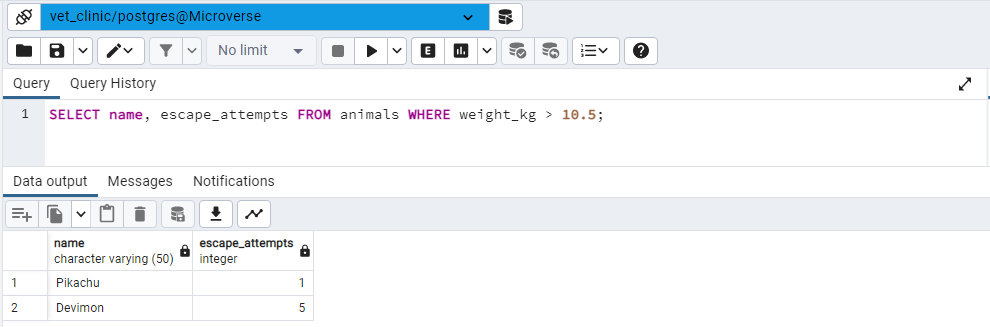 vet_clinic/postgres@Microverse
No limit
E
Query Query History
1 SELECT name, escape_attempts FROM animals WHERE weight_kg > 10.5;
Data output Messages Notifications
name escape_attempts
character varying (50) integer
1 Pikachu 1
2 Devimon 5